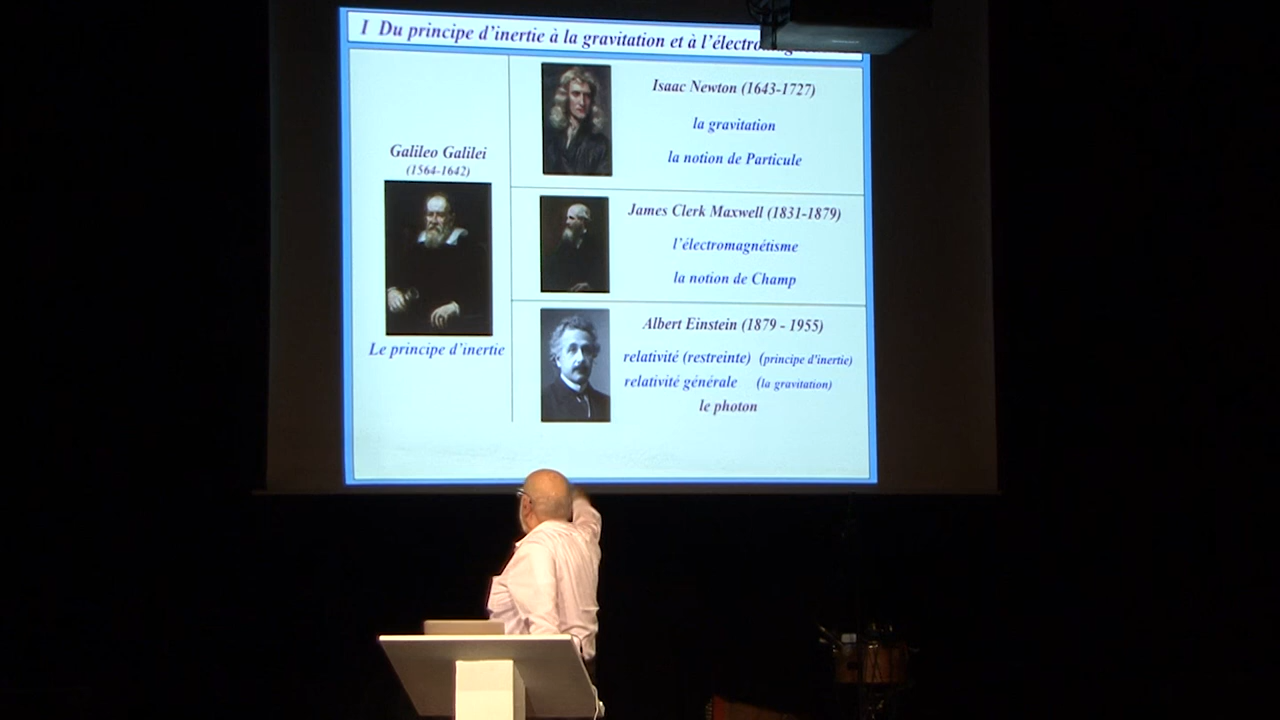 I Du principe d'inertie à la gravitation et à
Galileo Galilei
(1564-1642)
Le principe d'inertie
Isaac Newton (1643-1727)
la gravitation
la notion de Particule
James Clerk Maxwell (1831-1879)
l'électromagnétisme
la notion de Champ
Albert Einstein (1879 - 1955)
relativité (restreinte) (principe d'inertie)
relativité générale (la gravitation)
le photon